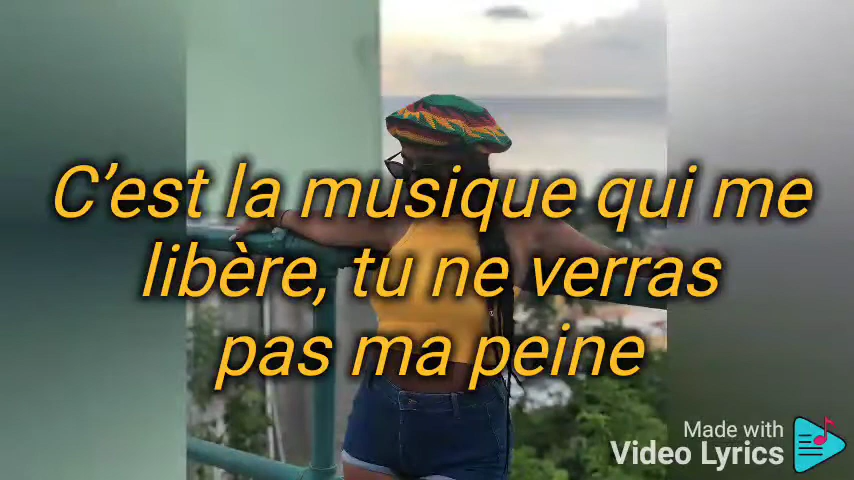 C’est la musique qui me
libère, tu ne verras
pas ma peine
Made with
Video Lyrics